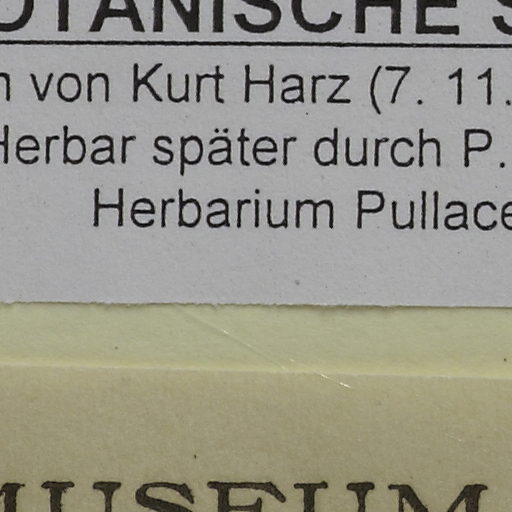 OTANISCHE S
n von Kurt Harz (7. 11.
Herbar später durch P.
Herbarium Pullace
MUSEUM